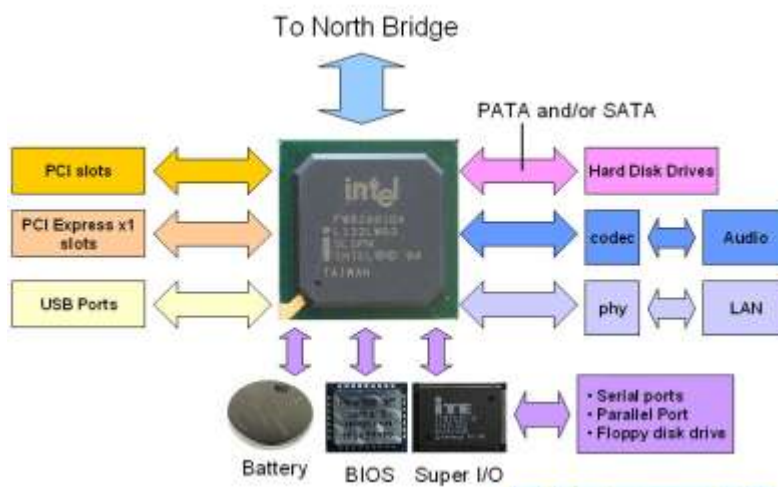 To North Bridge
PATA and/or SATA
PCI slots
Hard Disk Drives
intel
PCI Express x1
slots
codec
Audio
TAIWAN
USB Ports
phy
LAN
• Serial ports
• Parallel Port
• Floppy disk drive
Battery
BIOS
Super I/O